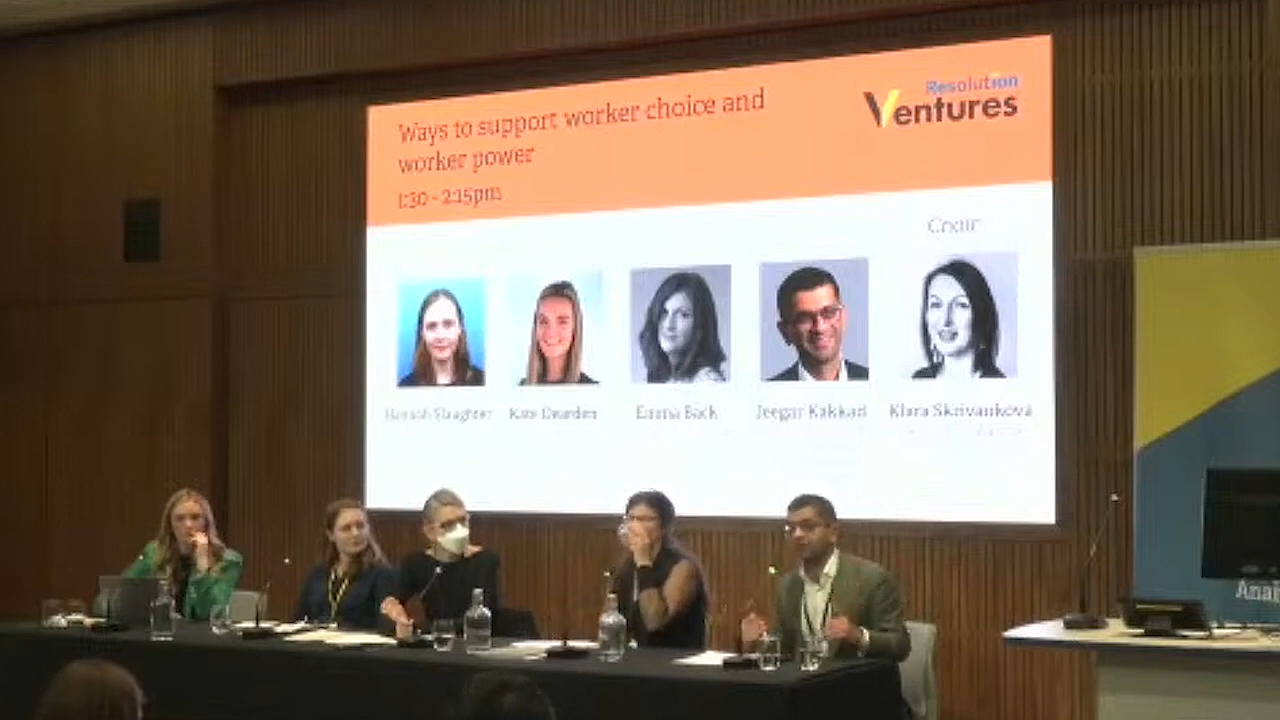 Resolution
Ventures
Ways to support worker choice and
worker power
1:30 - 2:15pm
Chair
Hannah Slaughter
Kate Dearden
Emma Back
Jeegar Kakkad
Klara Skrivankova